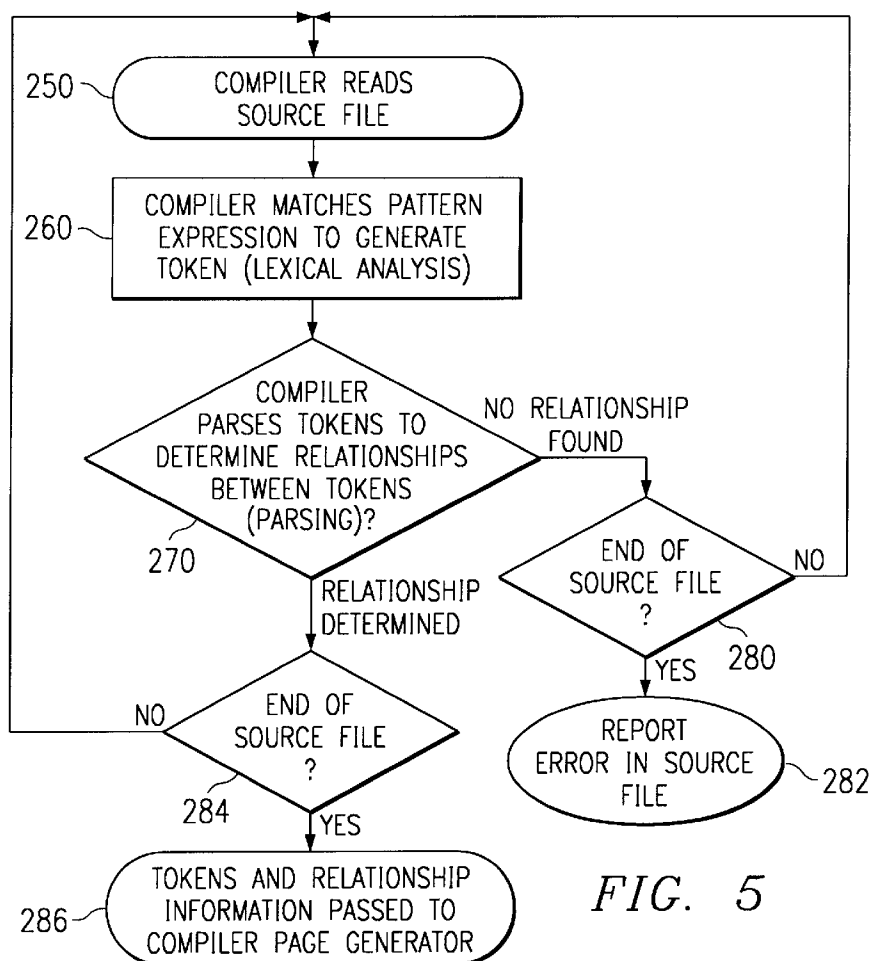 250
COMPILER READS
SOURCE FILE
260
COMPILER MATCHES PATTERN
EXPRESSION TO GENERATE
TOKEN (LEXICAL ANALYSIS)
COMPILER
PARSES TOKENS TO
DETERMINE RELATIONSHIPS
BETWEEN TOKENS
(PARSING)?
270
NO RELATIONSHIP
FOUND
END OF
SOURCE FILE
?
NO
280
YES
REPORT
ERROR IN SOURCE
FILE
282
RELATIONSHIP
DETERMINED
NO
END OF
SOURCE FILE
?
284
YES
286
TOKENS AND RELATIONSHIP
INFORMATION PASSED TO
COMPILER PAGE GENERATOR
FIG. 5